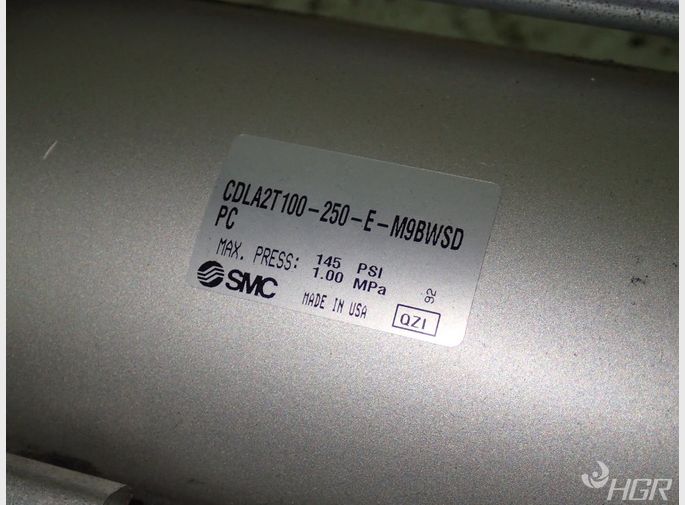 CDLA2T100-250-E-M9BWSD
PC
MAX. PRESS: 145 PSI
1.00 MPa
SMC
MADE IN USA
QZI
92
HGR